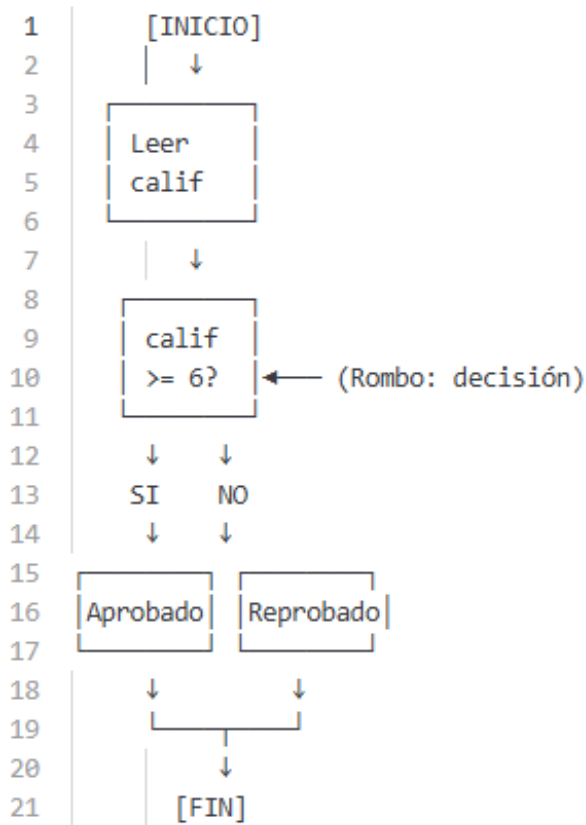 1 [INICIO]
2 ↓
3
4 Leer
5 calif
6
7 ↓
8
9 calif
10 >= 6? ◄── (Rombo: decisión)
11
12 ↓ ↓
13 SI NO
14 ↓ ↓
15
16 Aprobado Reprobado
17
18 ↓ ↓
19
20 ↓
21 [FIN]